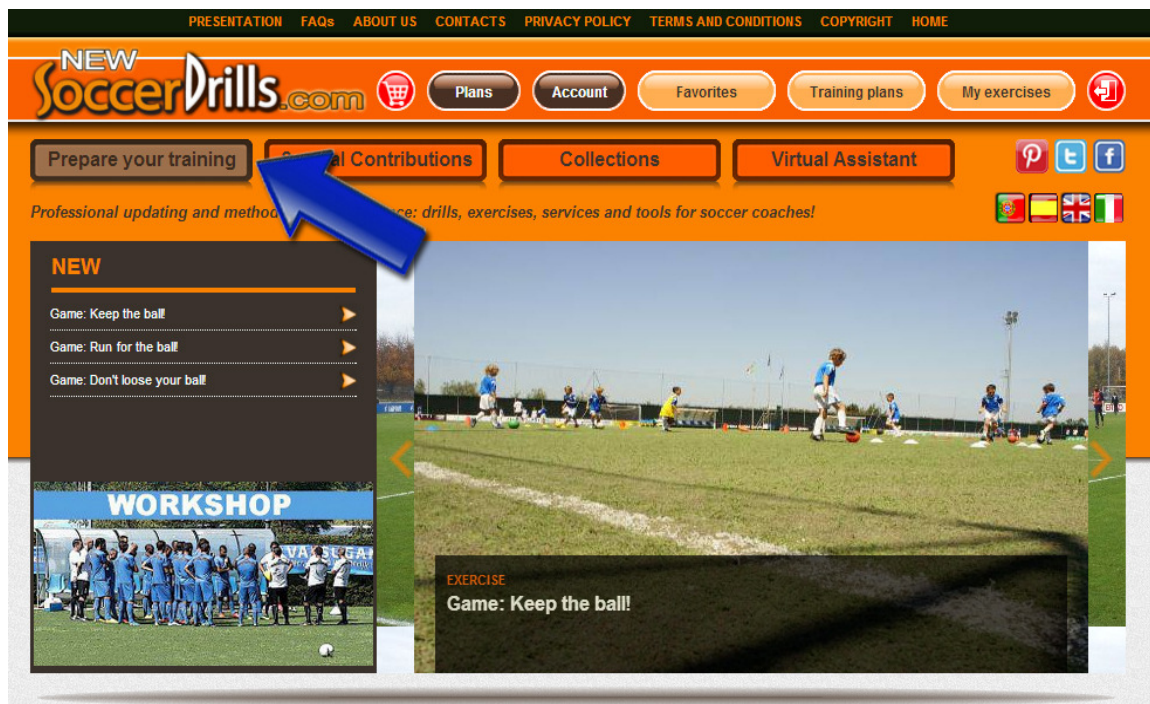 PRESENTATION FAQs ABOUT US CONTACTS PRIVACY POLICY TERMS AND CONDITIONS COPYRIGHT HOME
NEW
SoccerDrills.com
Plans Account Favorites Training plans My exercises
Prepare your training Contributions Collections Virtual Assistant
Professional updating and drills, exercises, services and tools for soccer coaches!
NEW
Game: Keep the ball!
Game: Run for the ball!
Game: Don't loose your ball!
WORKSHOP
EXERCISE
Game: Keep the ball!